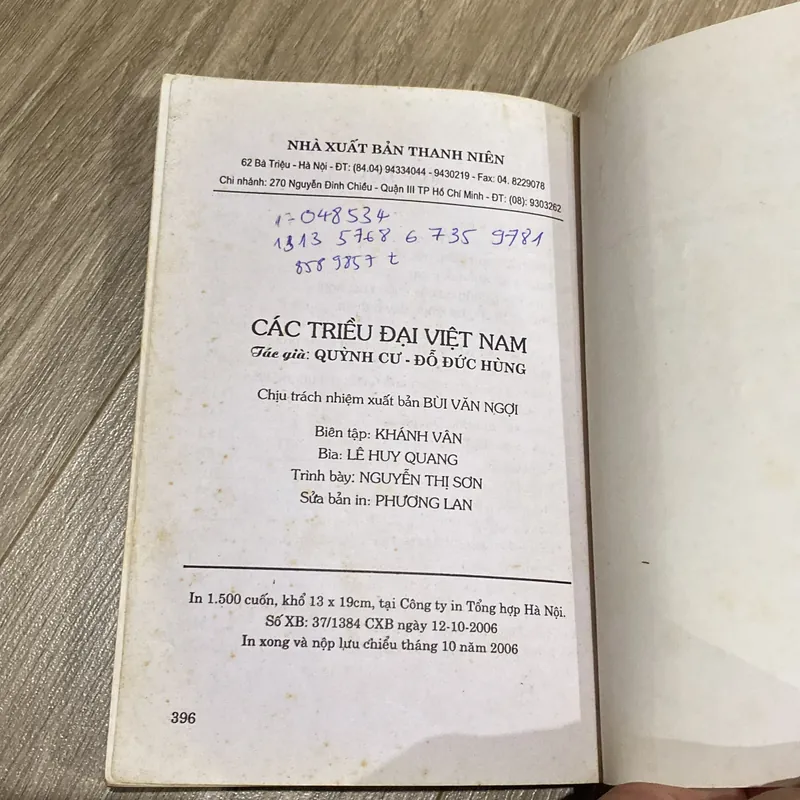 NHÀ XUẤT BẢN THANH NIÊN
62 Bà Triệu - Hà Nội - ĐT: (84.04) 94334044 - 9430219 - Fax: 04. 8229078
Chi nhánh: 270 Nguyễn Đình Chiểu - Quận III TP Hồ Chí Minh - ĐT: (08): 9303262
1= 048534
1313 5768 6 735 9781
858 9857 t
CÁC TRIỀU ĐẠI VIỆT NAM
Tác giả: QUỲNH CƯ - ĐỖ ĐỨC HÙNG
Chịu trách nhiệm xuất bản BÙI VĂN NGỢI
Biên tập: KHÁNH VÂN
Bìa: LÊ HUY QUANG
Trình bày: NGUYỄN THỊ SƠN
Sửa bản in: PHƯƠNG LAN
In 1.500 cuốn, khổ 13 x 19cm, tại Công ty in Tổng hợp Hà Nội.
Số XB: 37/1384 CXB ngày 12-10-2006
In xong và nộp lưu chiểu tháng 10 năm 2006
396